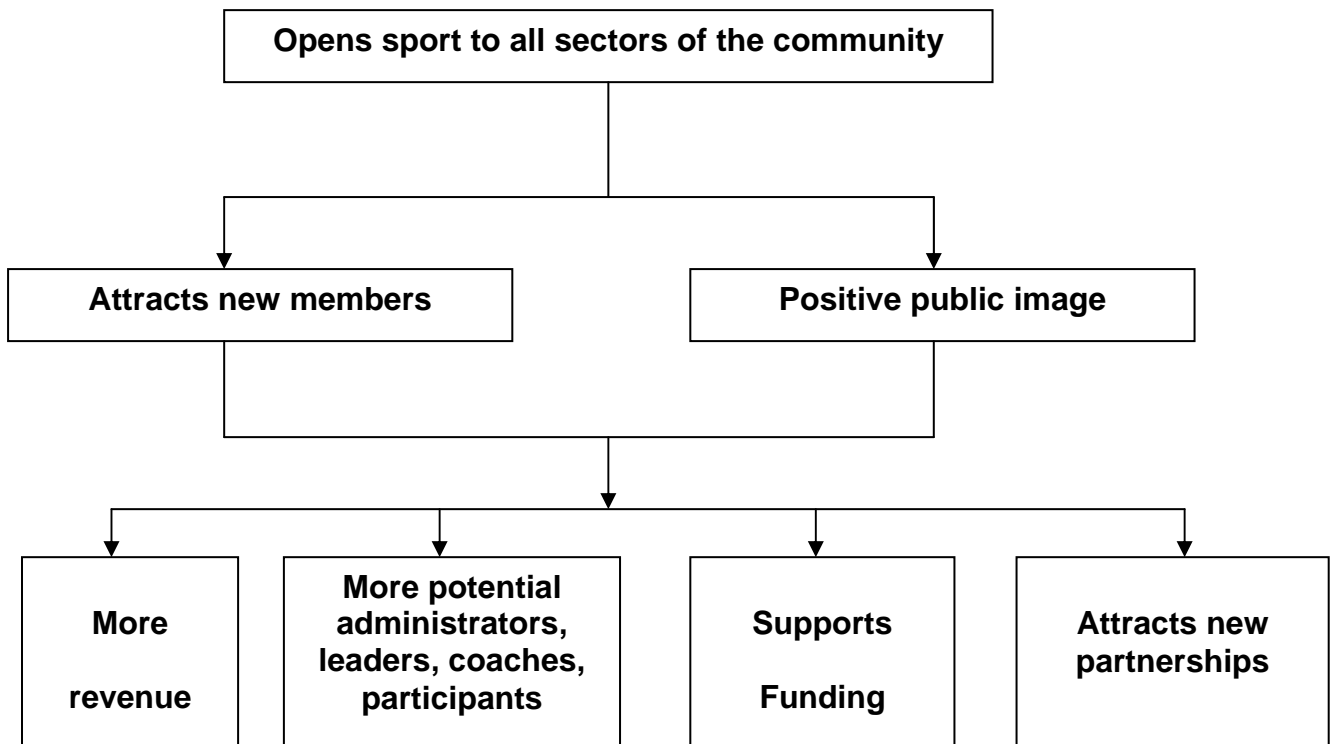 Opens sport to all sectors of the community
Attracts new members
Positive public image
More
revenue
More potential
administrators,
leaders, coaches,
participants
Supports
Funding
Attracts new
partnerships